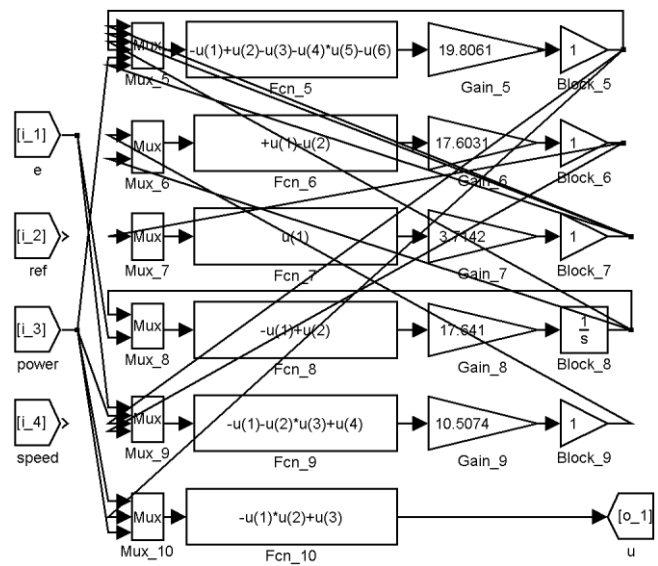 Mux
-u(1)+u(2)-u(3)-u(4)*u(5)-u(6)
19.8061
1
Mux_5
Fcn_5
Gain_5
Block_5
[i_1]
e
Mux
+u(1)-u(2)
17.6031
1
Mux_6
Fcn_6
Gain_6
Block_6
[i_2]
ref
Mux
u(1)
3.7142
1
Mux_7
Fcn_7
Gain_7
Block_7
[i_3]
power
Mux
-u(1)+u(2)
17.641
1
s
Mux_8
Fcn_8
Gain_8
Block_8
[i_4]
speed
Mux
-u(1)-u(2)*u(3)+u(4)
10.5074
1
Mux_9
Fcn_9
Gain_9
Block_9
Mux
-u(1)*u(2)+u(3)
[o_1]
Mux_10
Fcn_10
u